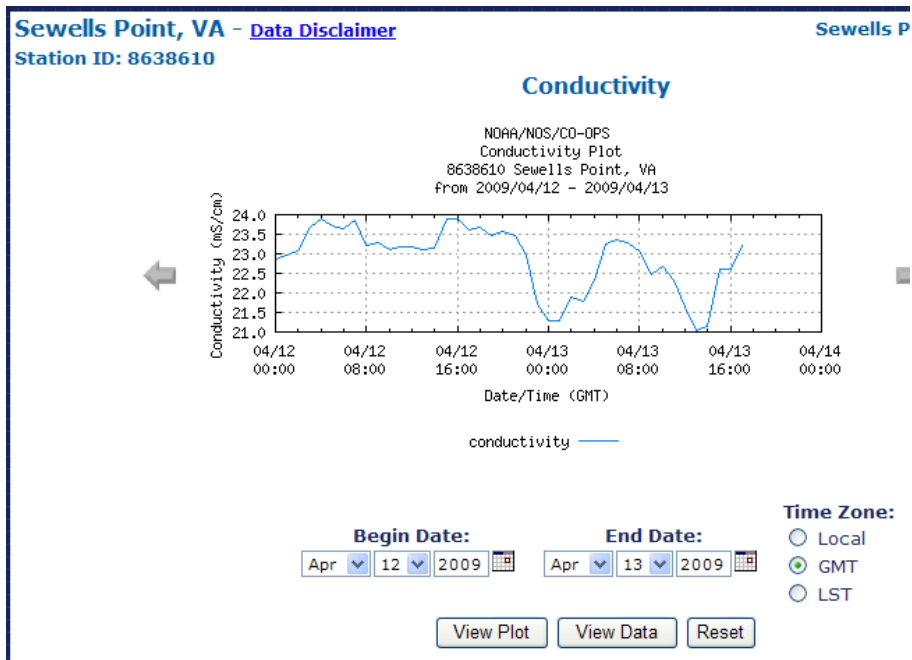 Sewells Point, VA - Data Disclaimer
Sewells P
Station ID: 8638610
Conductivity
NOAA/NOS/CO-OPS
Conductivity Plot
8638610 Sewells Point, VA
from 2009/04/12 - 2009/04/13
Conductivity (mS/cm)
24.0
23.5
23.0
22.5
22.0
21.5
21.0
04/12 04/12 04/12 04/13 04/13 04/13 04/14
00:00 08:00 16:00 00:00 08:00 16:00 00:00
Date/Time (GMT)
conductivity
Time Zone:
Begin Date: End Date:
Local
Apr 12 2009 Apr 13 2009
GMT
LST
View Plot View Data Reset